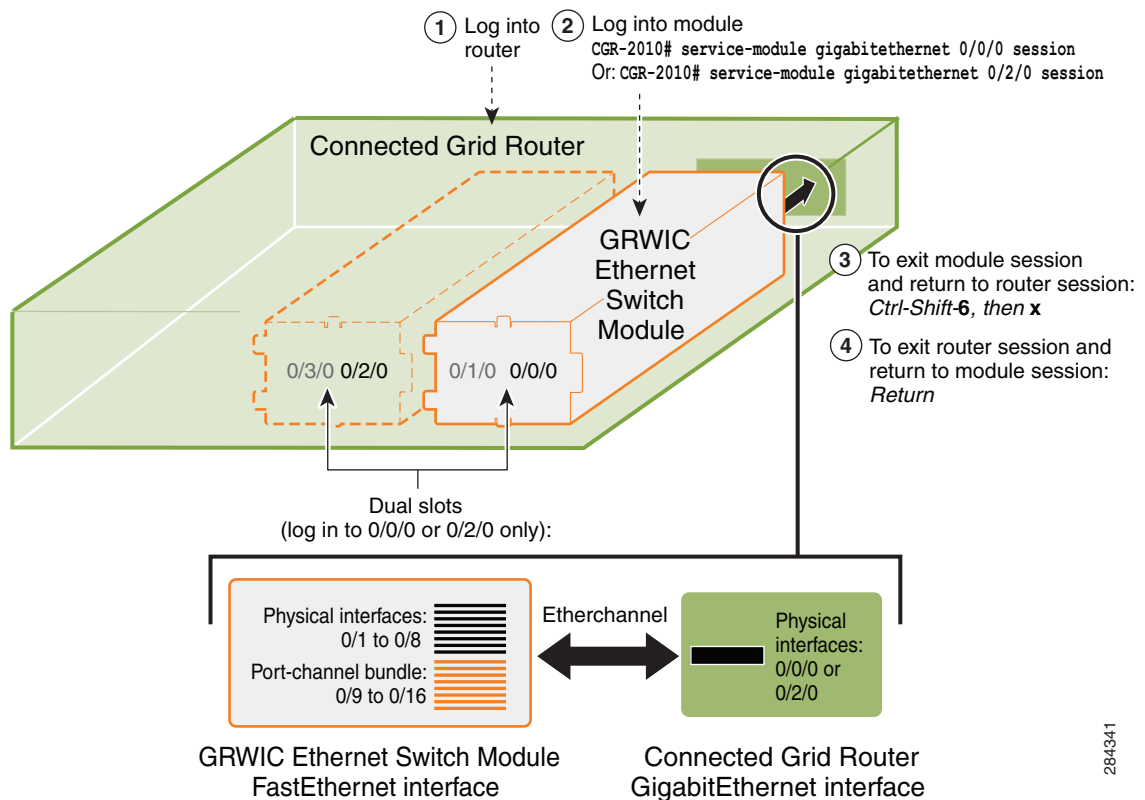 1 Log into
router
2 Log into module
CGR-2010# service-module gigabitethernet 0/0/0 session
Or: CGR-2010# service-module gigabitethernet 0/2/0 session
Connected Grid Router
GRWIC
Ethernet
Switch
Module
3 To exit module session
and return to router session:
Ctrl-Shift-6, then x
4 To exit router session and
return to module session:
Return
0/3/0 0/2/0
0/1/0 0/0/0
Dual slots
(log in to 0/0/0 or 0/2/0 only):
Physical interfaces:
0/1 to 0/8
Port-channel bundle:
0/9 to 0/16
Etherchannel
Physical
interfaces:
0/0/0 or
0/2/0
GRWIC Ethernet Switch Module
FastEthernet interface
Connected Grid Router
GigabitEthernet interface
284341